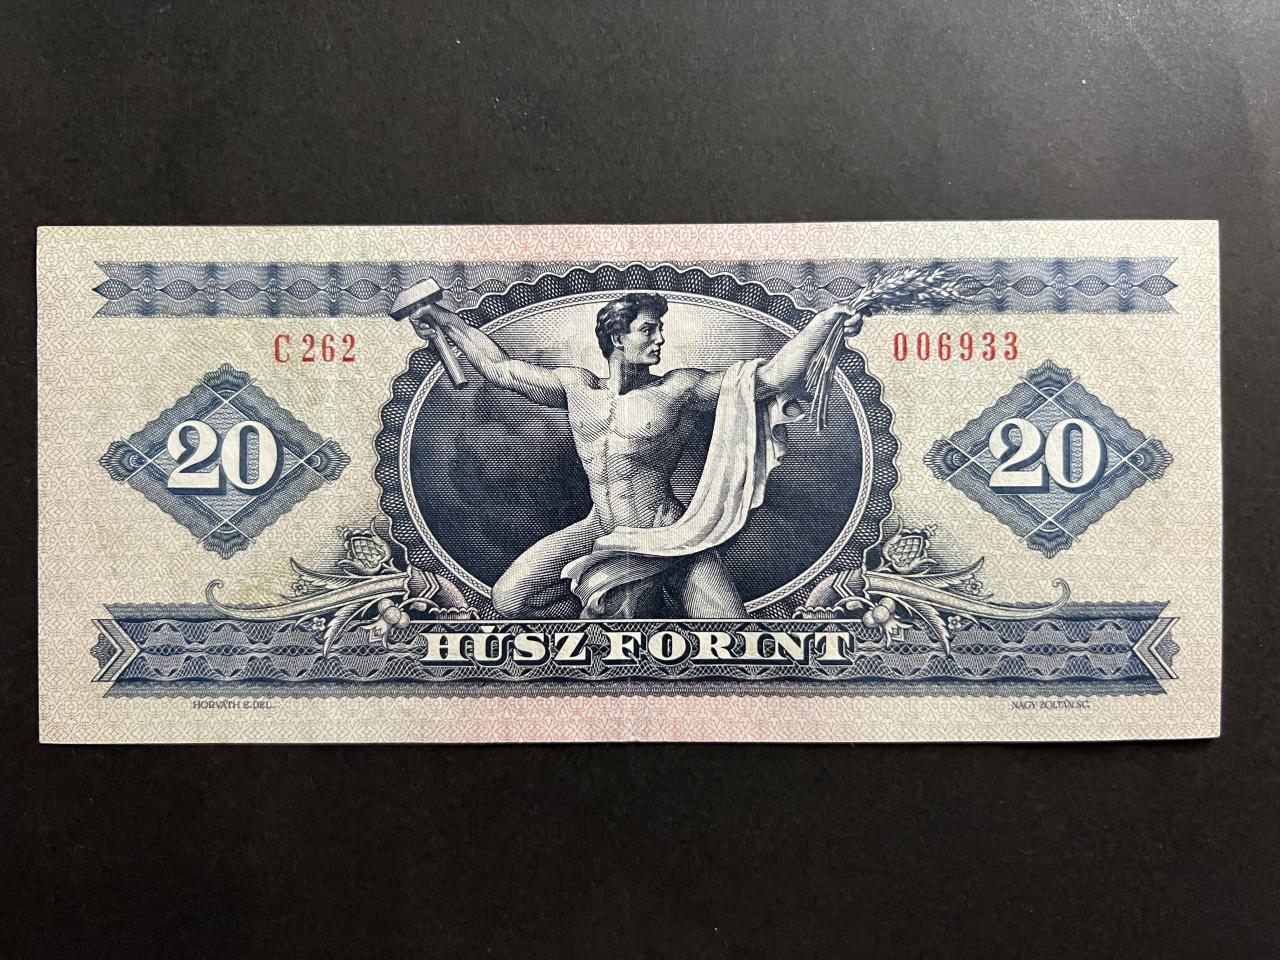 C 262
006933
20
20
HÚSZ FORINT
HORVÁTH E. DEL.
NAGY ZOLTÁN SC.